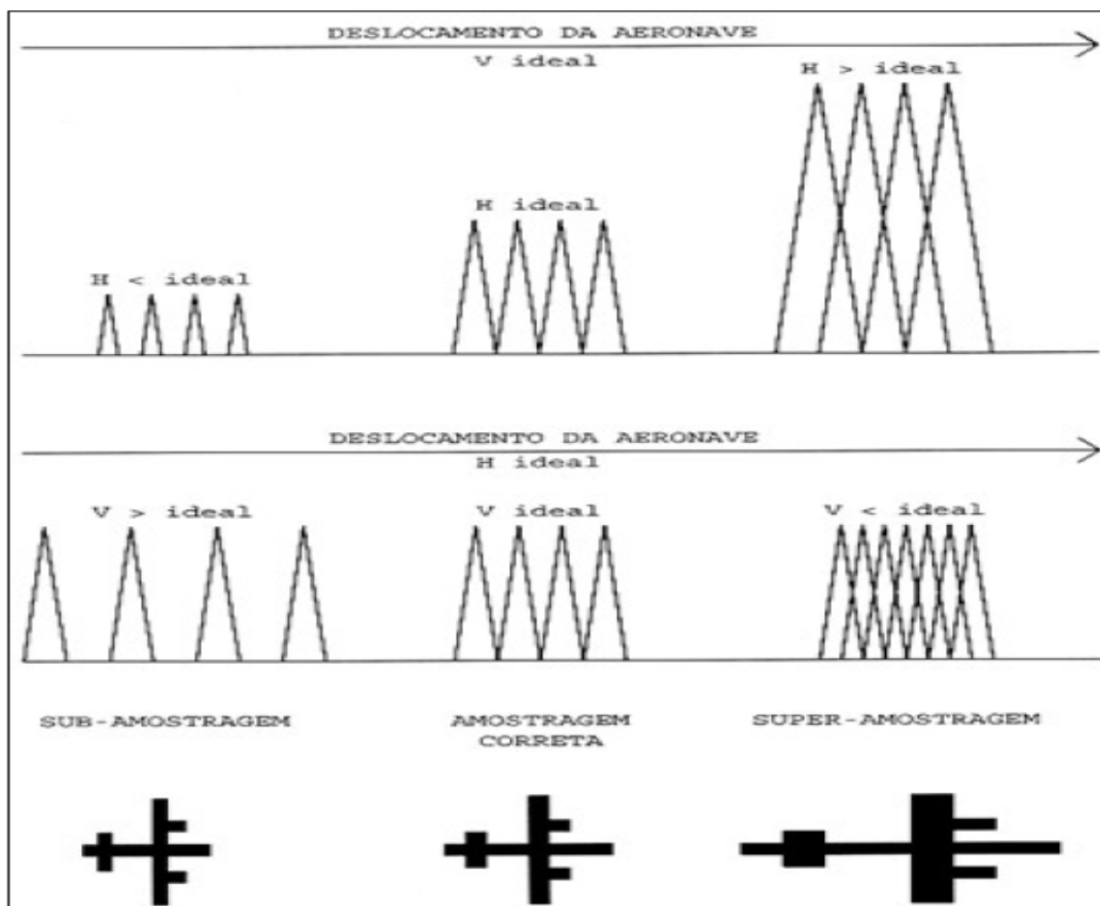 DESLOCAMENTO DA AERONAVE
V ideal
H > ideal
H ideal
H < ideal
DESLOCAMENTO DA AERONAVE
H ideal
V > ideal
V ideal
V < ideal
SUB-AMOSTRAGEM
AMOSTRAGEM
CORRETA
SUPER-AMOSTRAGEM